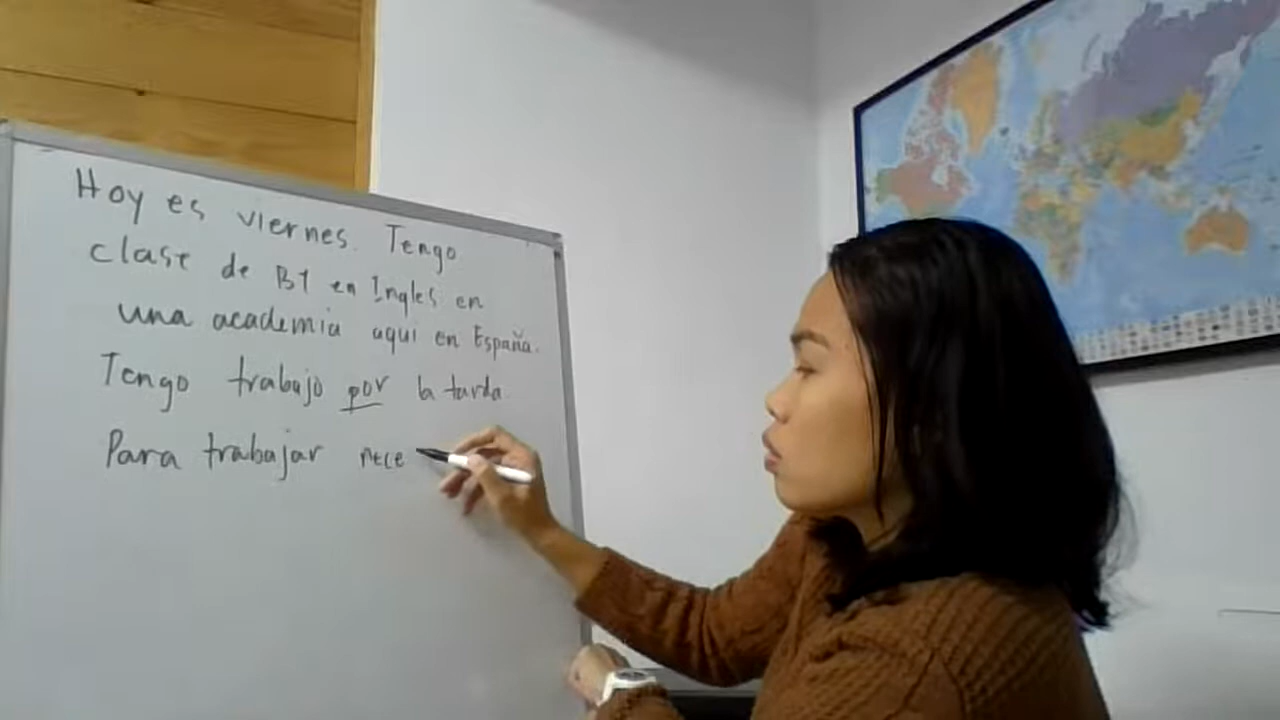 Hoy es viernes. Tengo
clase de B1 en Ingles en
una academia aqui en España.
Tengo trabajo por la tarda
Para trabajar nece